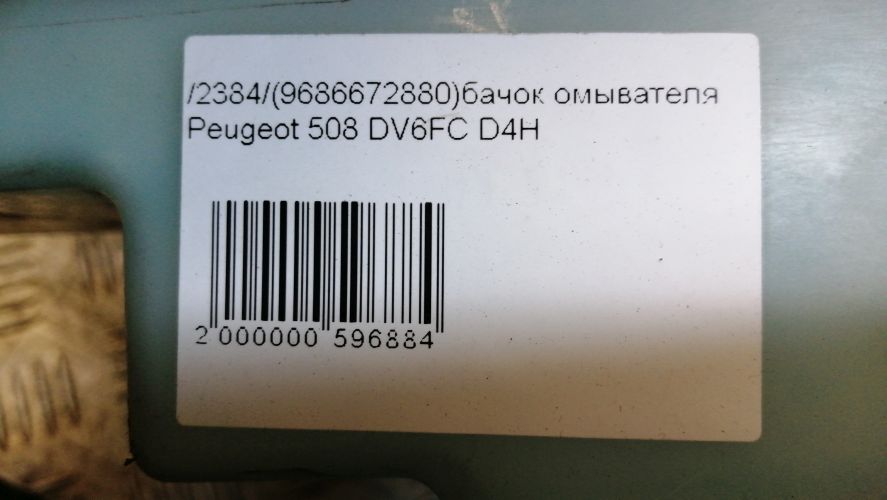 /2384/(9686672880)бачок омывателя
Peugeot 508 DV6FC D4H
2 000000 596884